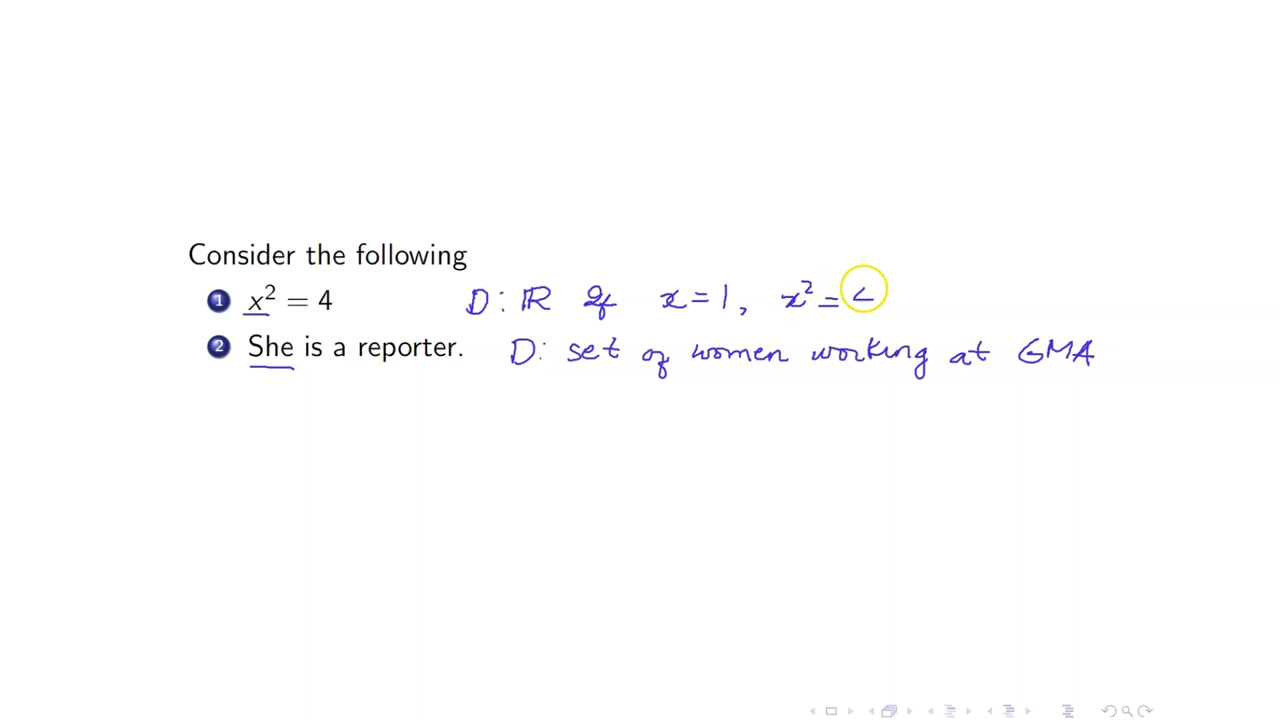 Consider the following
1 x² = 4 D: ℝ If x = 1, x² =
2 She is a reporter. D: set of women working at GMA